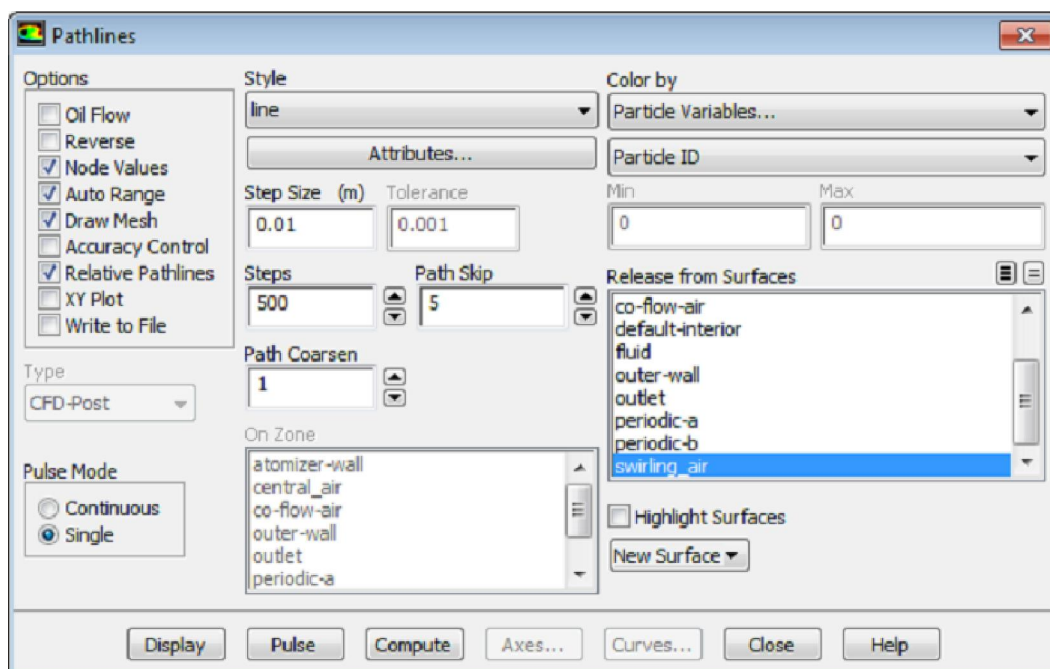 Pathlines
Options
Oil Flow
Reverse
Node Values
Auto Range
Draw Mesh
Accuracy Control
Relative Pathlines
XY Plot
Write to File
Type
CFD-Post
Pulse Mode
Continuous
Single
Style
line
Attributes...
Step Size (m) Tolerance
0.01 0.001
Steps Path Skip
500 5
Path Coarsen
1
On Zone
atomizer-wall
central_air
co-flow-air
outer-wall
outlet
periodic-a
Color by
Particle Variables...
Particle ID
Min Max
0 0
Release from Surfaces
co-flow-air
default-interior
fluid
outer-wall
outlet
periodic-a
periodic-b
swirling_air
Highlight Surfaces
New Surface
Display Pulse Compute Axes... Curves... Close Help